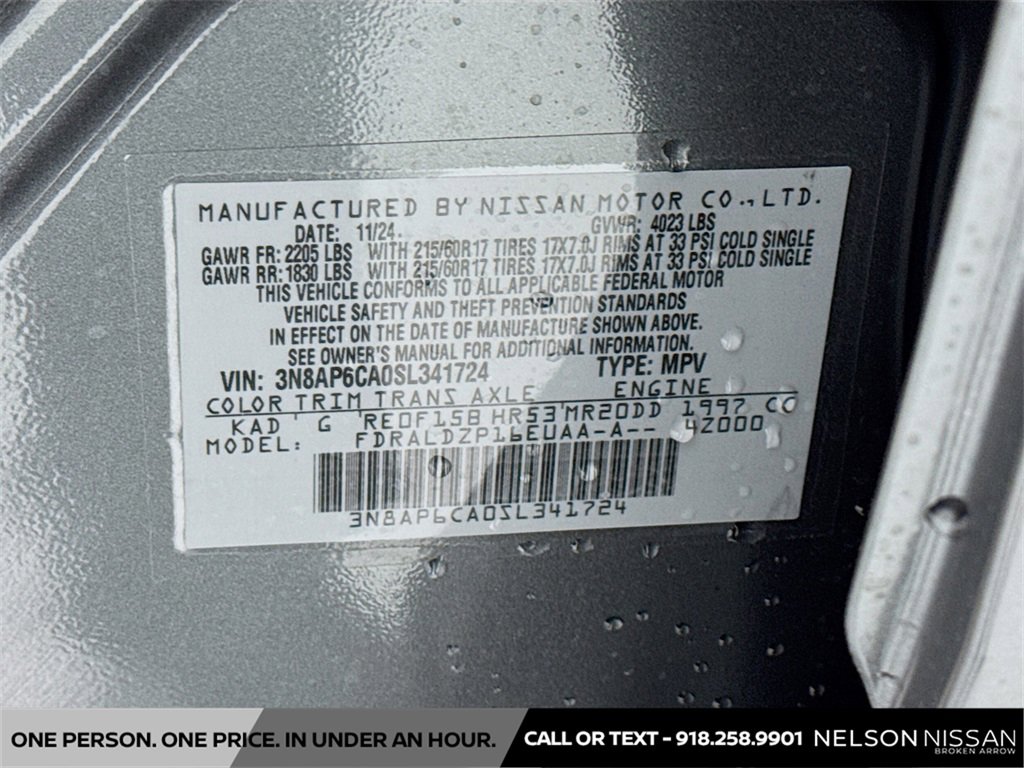 MANUFACTURED BY NISSAN MOTOR CO., LTD.
DATE: 11/24. GVWR: 4023 LBS
GAWR FR: 2205 LBS WITH 215/60R17 TIRES 17X7.0J RIMS AT 33 PSI COLD SINGLE
GAWR RR: 1830 LBS WITH 215/60R17 TIRES 17X7.0J RIMS AT 33 PSI COLD SINGLE
THIS VEHICLE CONFORMS TO ALL APPLICABLE FEDERAL MOTOR
VEHICLE SAFETY AND THEFT PREVENTION STANDARDS
IN EFFECT ON THE DATE OF MANUFACTURE SHOWN ABOVE.
SEE OWNER'S MANUAL FOR ADDITIONAL INFORMATION.
VIN: 3N8AP6CA0SL341724 TYPE: MPV
COLOR TRIM TRANS AXLE ENGINE
KAD G RE0F15B HR53 MR20DD 1997 CC
MODEL: FDRALDZP16EUAA-A-- 4Z000
3N8AP6CA0SL341724
ONE PERSON. ONE PRICE. IN UNDER AN HOUR. CALL OR TEXT - 918.258.9901 NELSON NISSAN
BROKEN ARROW